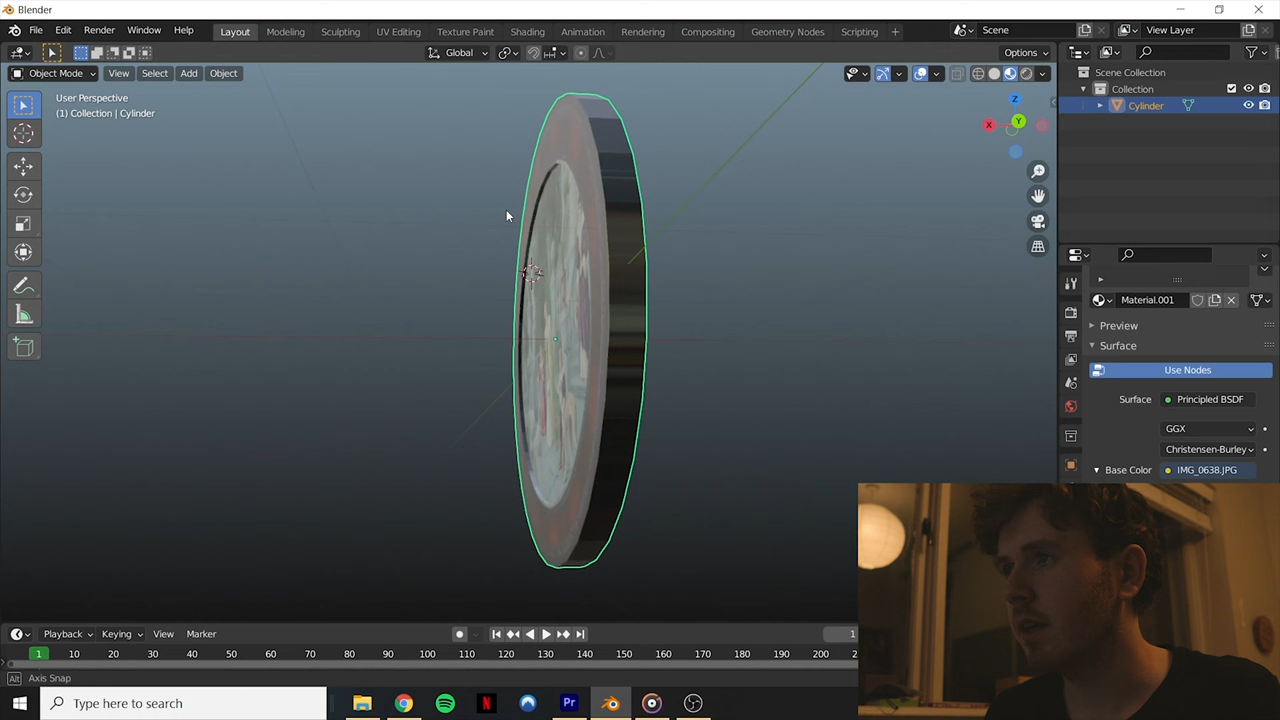 Blender
File Edit Render Window Help
Layout Modeling Sculpting UV Editing Texture Paint Shading Animation Rendering Compositing Geometry Nodes Scripting +
Scene View Layer
Global Options
Object Mode View Select Add Object
User Perspective
(1) Collection | Cylinder
Z
Y
X
Scene Collection
Collection
Cylinder
Material.001
Preview
Surface
Use Nodes
Surface Principled BSDF
GGX
Christensen-Burley
Base Color IMG_0638.JPG
Playback Keying View Marker 1
1 10 20 30 40 50 60 70 80 90 100 110 120 130 140 150 160 170 180 190 200
Alt Axis Snap
Type here to search
N Pr